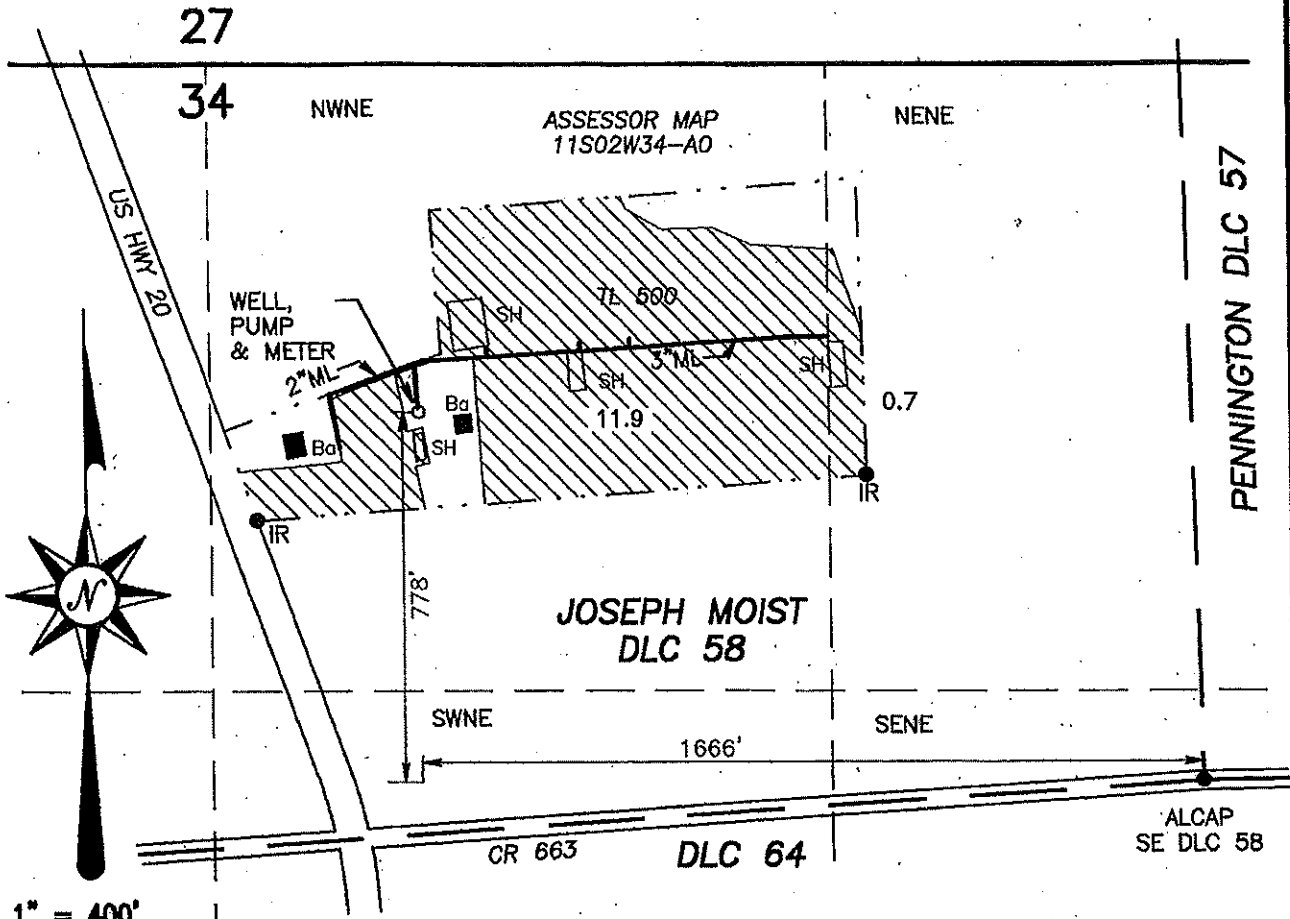 27
34
NWNE
ASSESSOR MAP
11S02W34-AO
NENE
PENNINGTON DLC 57
US HWY 20
WELL,
PUMP
& METER
2"ML
SH
TL 500
3"ML
SH
SH
Ba
11.9
0.7
Ba
SH
IR
IR
778'
N
JOSEPH MOIST
DLC 58
SWNE
SENE
1666'
CR 663
DLC 64
ALCAP
SE DLC 58
1" = 400'